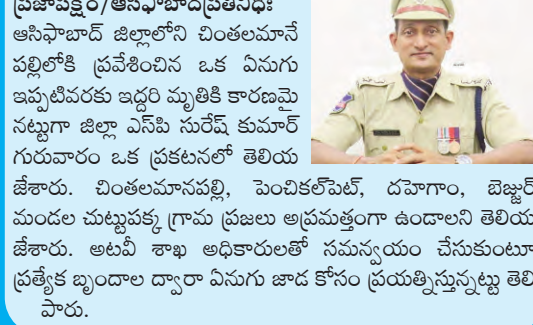 ప్రజాపక్షం/ఆసిఫాబాద్‌ప్రతినిధిః
ఆసిఫాబాద్ జిల్లాలోని చింతలమానే
పల్లిలోకి ప్రవేశించిన ఒక ఏనుగు
ఇప్పటివరకు ఇద్దరి మృతికి కారణమై
నట్టుగా జిల్లా ఎస్‌పి సురేష్ కుమార్
గురువారం ఒక ప్రకటనలో తెలియ
జేశారు. చింతలమానపల్లి, పెంచికల్‌పెట్, దహెగాం, బెజ్జుర్
మండల చుట్టుపక్క గ్రామ ప్రజలు అప్రమత్తంగా ఉండాలని తెలియ
జేశారు. అటవీ శాఖ అధికారులతో సమన్వయం చేసుకుంటూ
ప్రత్యేక బృందాల ద్వారా ఏనుగు జాడ కోసం ప్రయత్నిస్తున్నట్టు తెలి
పారు.